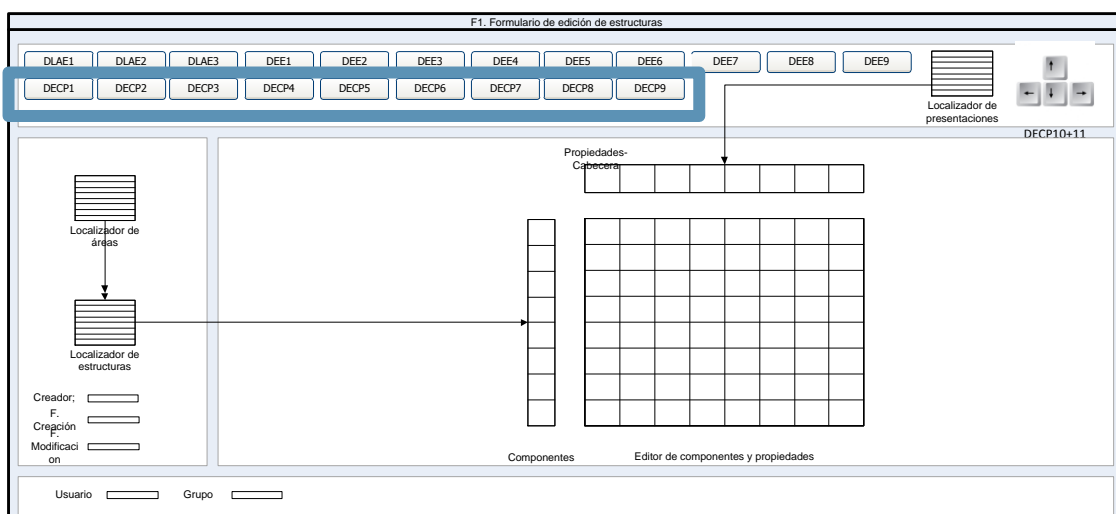 F1. Formulario de edición de estructuras
DLAE1 DLAE2 DLAE3 DEE1 DEE2 DEE3 DEE4 DEE5 DEE6 DEE7 DEE8 DEE9
DECP1 DECP2 DECP3 DECP4 DECP5 DECP6 DECP7 DECP8 DECP9
Localizador de
presentaciones
DECP10+11
Propiedades-
Cabecera
Localizador de
áreas
Localizador de
estructuras
Creador;
F.
Creación
F.
Modificaci
on
Componentes
Editor de componentes y propiedades
Usuario
Grupo